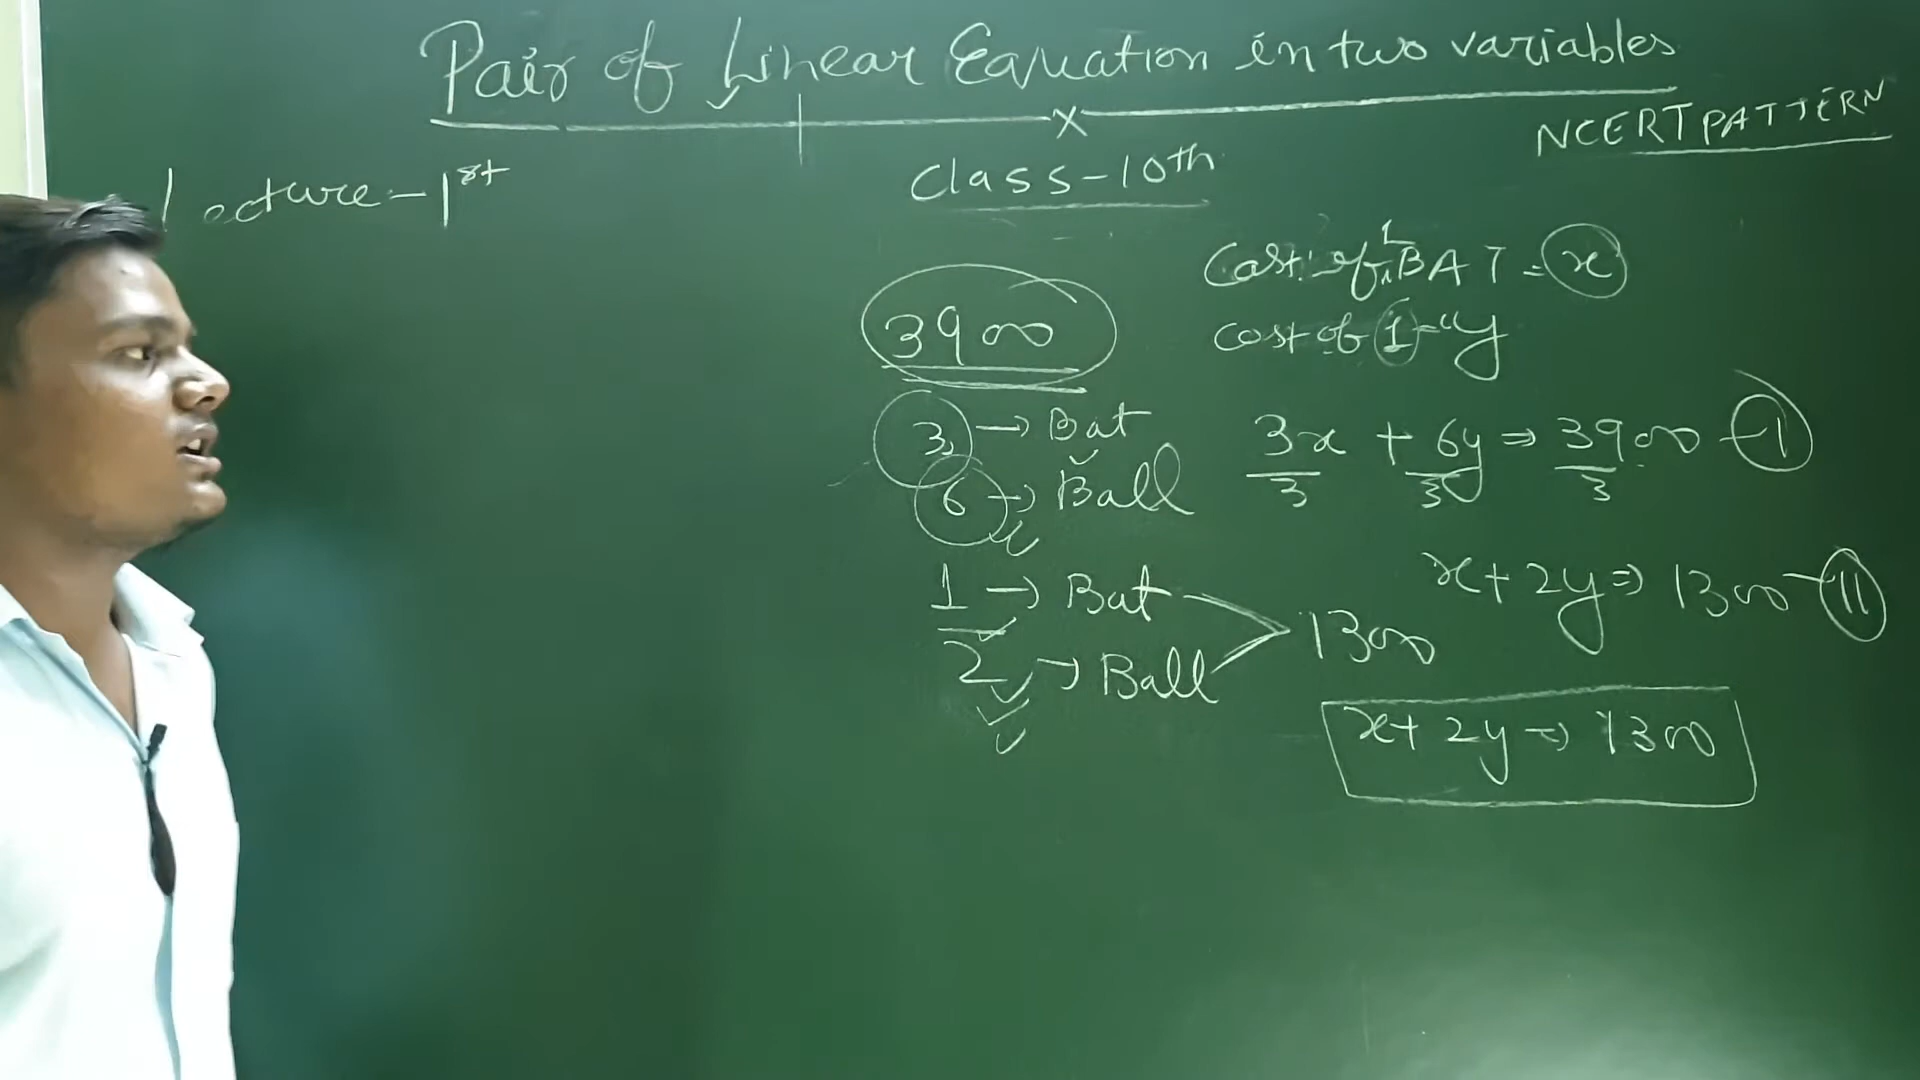 Pair of Linear Equation in two variables
NCERT PATTERN
Lecture - 1st
Class - 10th
3900
3 → Bat
6 → Ball
1 → Bat
2 → Ball
1300
Cost of 1 BAT = x
Cost of 1 = " y
3x + 6y ⇒ 3900 - I
3 3 3
x + 2y ⇒ 1300 - II
x + 2y ⇒ 1300